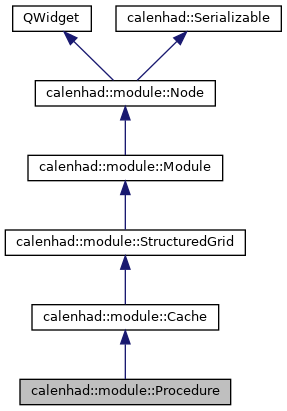 QWidget
calenhad::Serializable
calenhad::module::Node
calenhad::module::Module
calenhad::module::StructuredGrid
calenhad::module::Cache
calenhad::module::Procedure